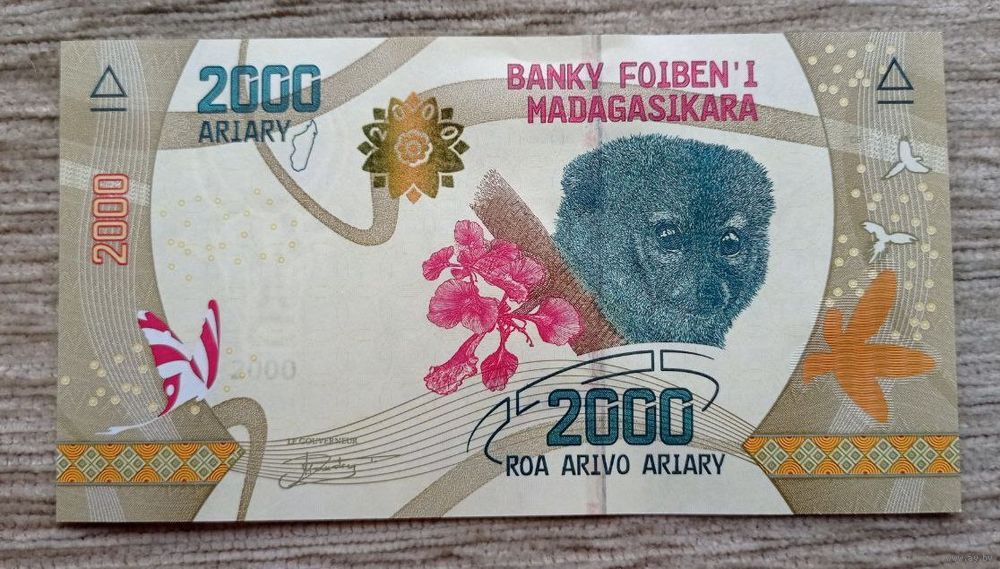 2000
ARIARY
BANKY FOIBEN'I
MADAGASIKARA
2000
2000
LE GOUVERNEUR
2000
ROA ARIVO ARIARY